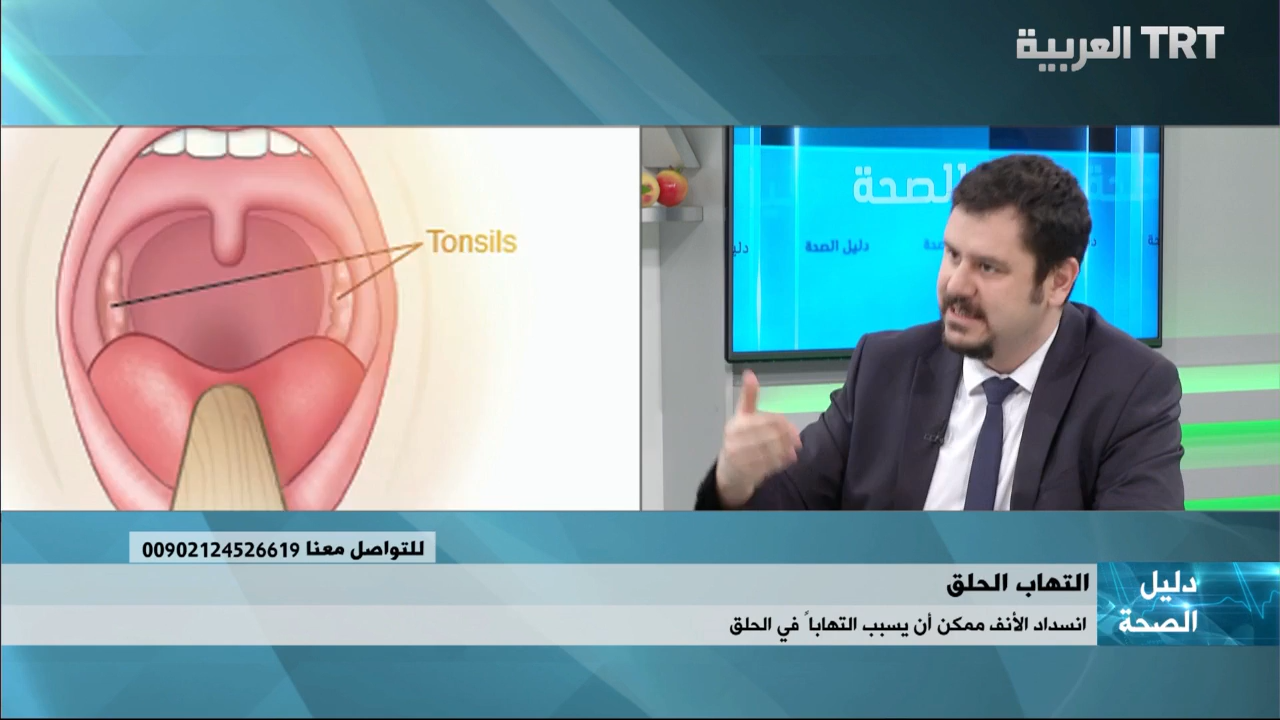 TRT العربية
Tonsils
الصحة
دليل الصحة
للتواصل معنا 00902124526619
التهاب الحلق
انسداد الأنف ممكن أن يسبب التهاباً في الحلق
دليل
الصحة